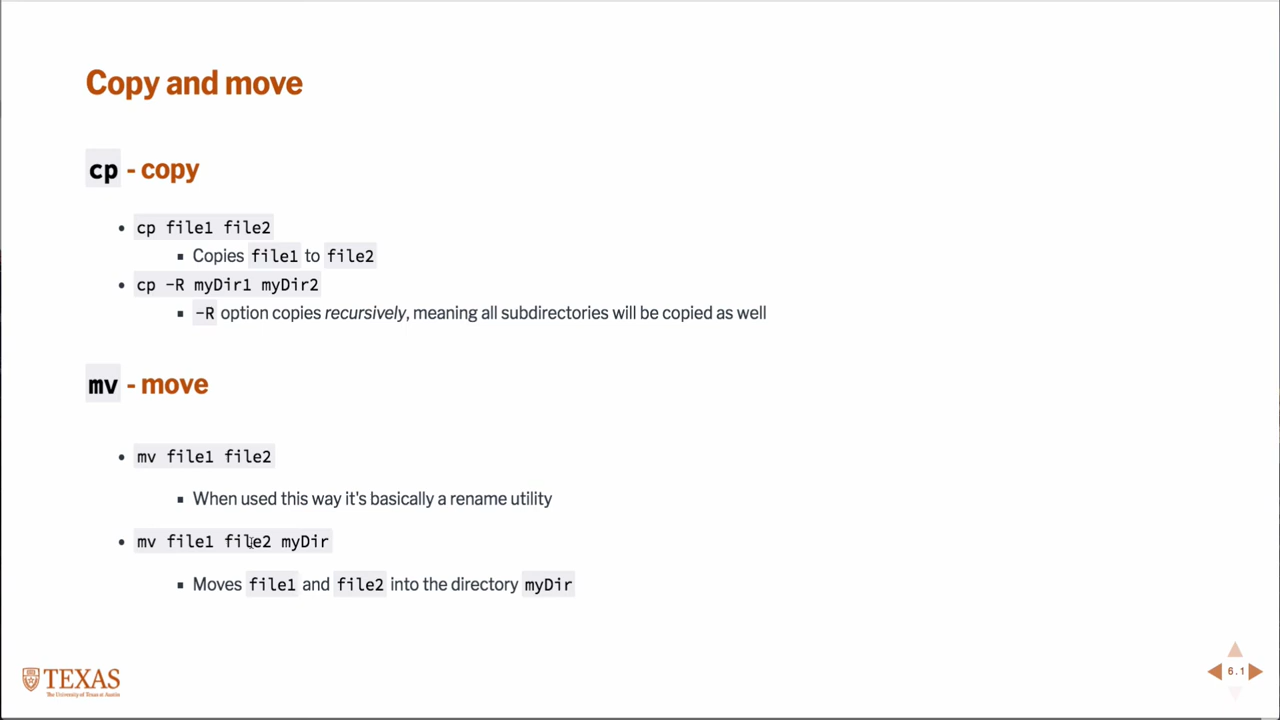 Copy and move
cp - copy
cp file1 file2
Copies file1 to file2
cp -R myDir1 myDir2
-R option copies recursively, meaning all subdirectories will be copied as well
mv - move
mv file1 file2
When used this way it's basically a rename utility
mv file1 file2 myDir
Moves file1 and file2 into the directory myDir
TEXAS
The University of Texas at Austin
6.1